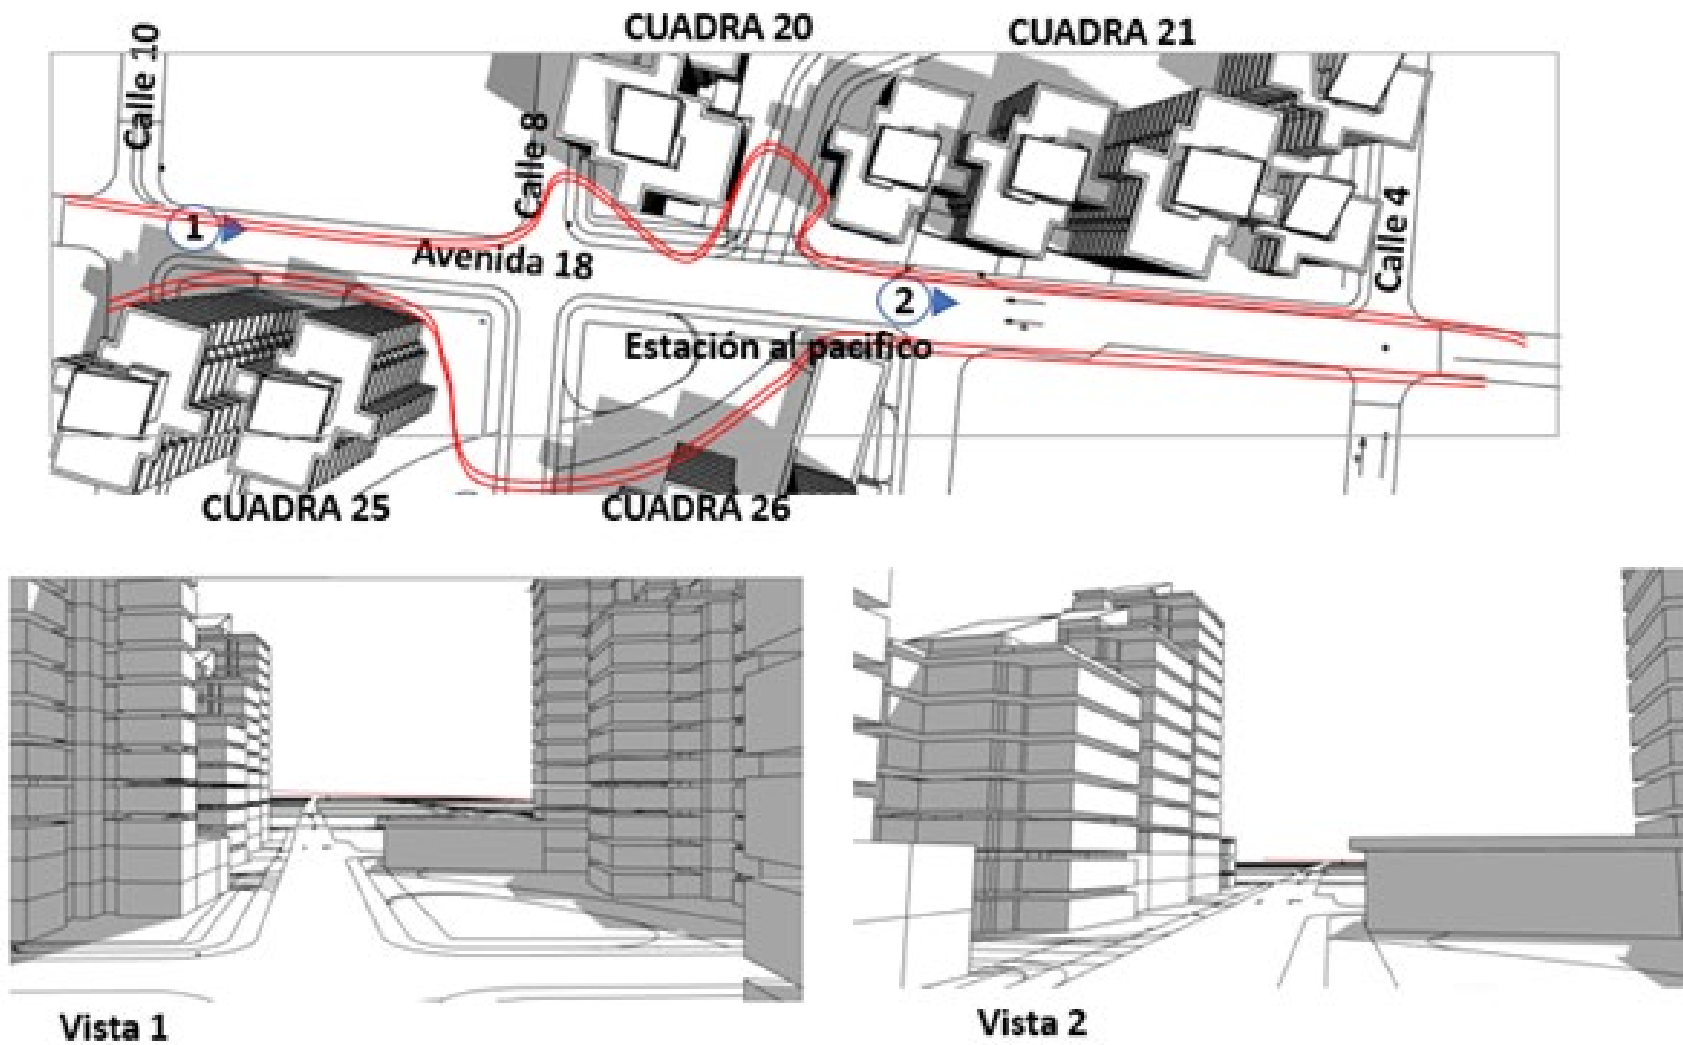 CUADRA 20
CUADRA 21
Calle 10
Calle 8
Avenida 18
Calle 4
1
2
Estación al pacifico
CUADRA 25
CUADRA 26
Vista 1
Vista 2